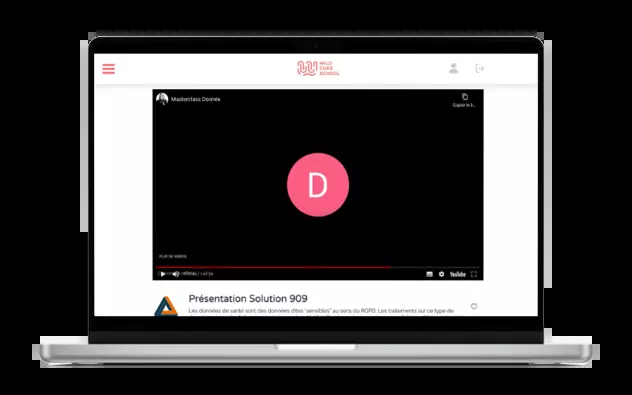 WILD
CODE
SCHOOL
Masterclass Donnée
Copier le l...
D
PLUS DE VIDÉOS
YouTube
Présentation Solution 909
Les données de santé sont des données dites "sensibles" au sens du RGPD. Les traitements sur ce type de